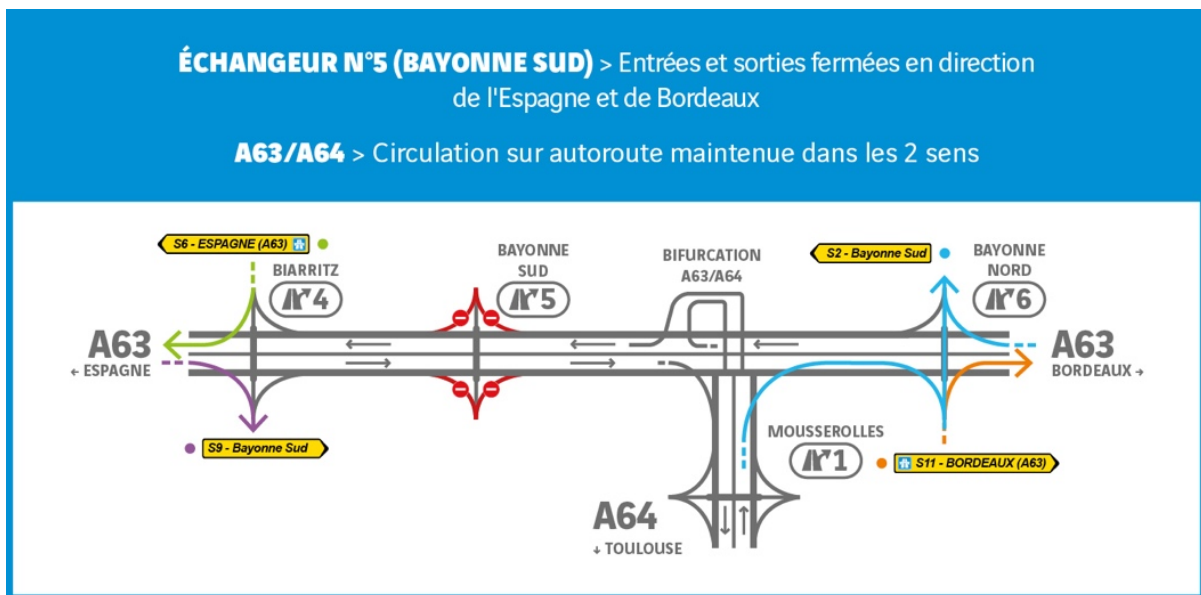 ÉCHANGEUR N°5 (BAYONNE SUD) > Entrées et sorties fermées en direction
de l'Espagne et de Bordeaux
A63/A64 > Circulation sur autoroute maintenue dans les 2 sens
S6 - ESPAGNE (A63)
BIARRITZ
4
BAYONNE
SUD
5
BIFURCATION
A63/A64
S2 - Bayonne Sud
BAYONNE
NORD
6
A63
← ESPAGNE
A63
BORDEAUX →
S9 - Bayonne Sud
MOUSSEROLLES
1
S11 - BORDEAUX (A63)
A64
↓ TOULOUSE